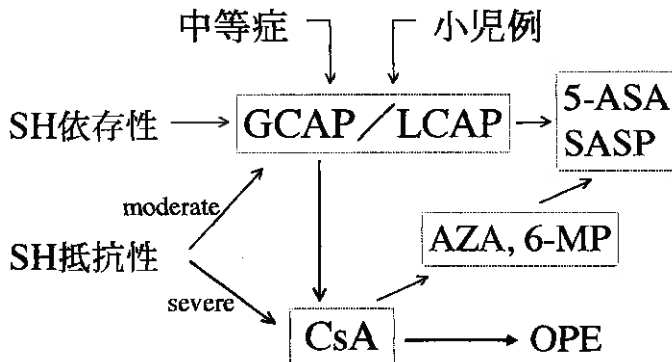 中等症 小児例
SH依存性 GCAP/LCAP 5-ASA
SASP
moderate
AZA, 6-MP
SH抵抗性
severe
CsA OPE